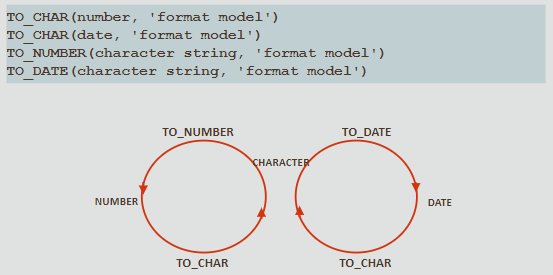 TO_CHAR(number, 'format model')
TO_CHAR(date, 'format model')
TO_NUMBER(character string, 'format model')
TO_DATE(character string, 'format model')
TO_NUMBER
TO_DATE
CHARACTER
NUMBER
DATE
TO_CHAR
TO_CHAR